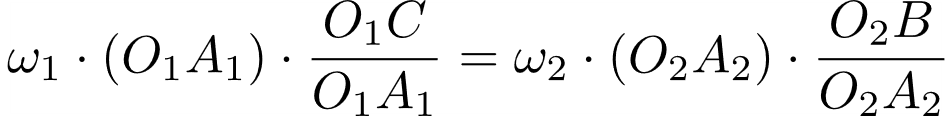 ω₁ · (O₁A₁) · O₁C/O₁A₁ = ω₂ · (O₂A₂) · O₂B/O₂A₂